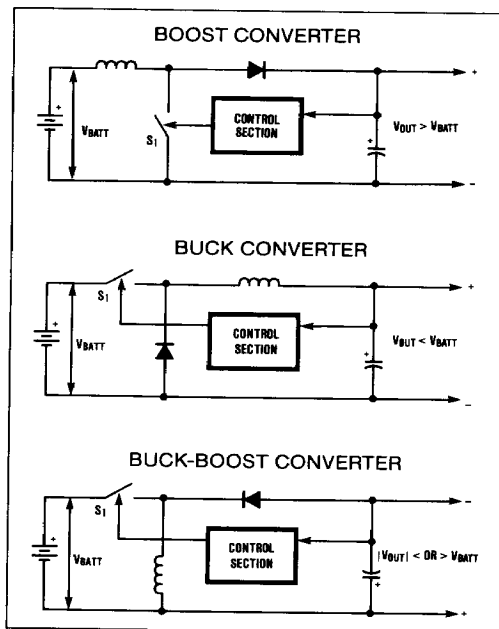 BOOST CONVERTER
+
+
VBATT
S1
CONTROL
SECTION
VOUT > VBATT
+
–
BUCK CONVERTER
+
S1
+
VBATT
CONTROL
SECTION
VOUT < VBATT
+
–
BUCK-BOOST CONVERTER
–
S1
+
VBATT
CONTROL
SECTION
|VOUT| < OR > VBATT
+
+